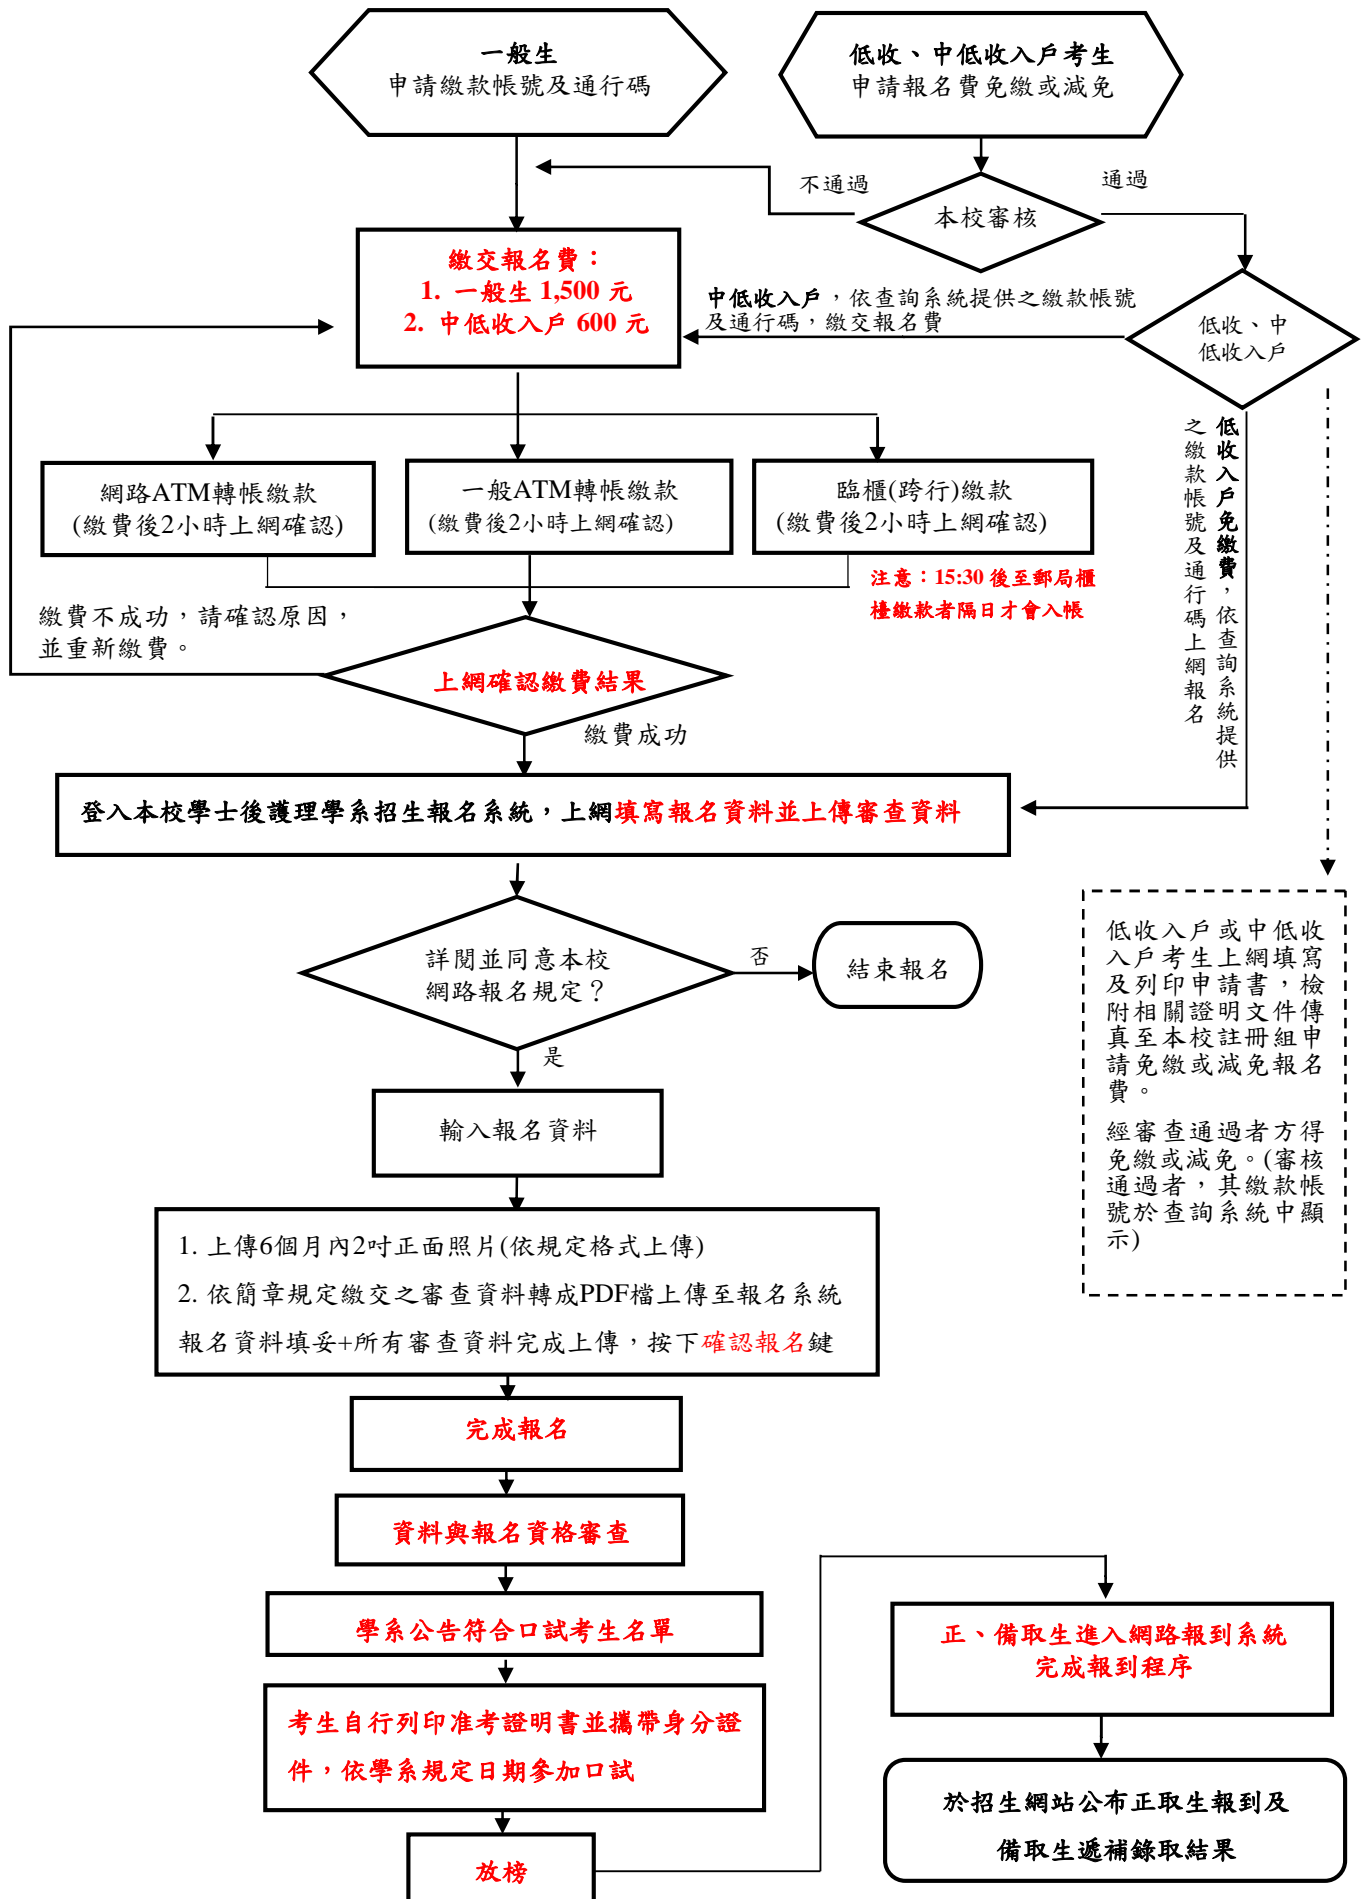 一般生
申請繳款帳號及通行碼
低收、中低收入戶考生
申請報名費免繳或減免
不通過
通過
本校審核
繳交報名費：
1. 一般生 1,500 元
2. 中低收入戶 600 元
中低收入戶，依查詢系統提供之繳款帳號
及通行碼，繳交報名費
低收、中
低收入戶
低收入戶免繳費，依查詢系統提供
之繳款帳號及通行碼上網報名
網路ATM轉帳繳款
(繳費後2小時上網確認)
一般ATM轉帳繳款
(繳費後2小時上網確認)
臨櫃(跨行)繳款
(繳費後2小時上網確認)
注意：15:30 後至郵局櫃
檯繳款者隔日才會入帳
繳費不成功，請確認原因，
並重新繳費。
上網確認繳費結果
繳費成功
登入本校學士後護理學系招生報名系統，上網填寫報名資料並上傳審查資料
詳閱並同意本校
網路報名規定？
否
結束報名
是
輸入報名資料
低收入戶或中低收
入戶考生上網填寫
及列印申請書，檢
附相關證明文件傳
真至本校註冊組申
請免繳或減免報名
費。
經審查通過者方得
免繳或減免。(審核
通過者，其繳款帳
號於查詢系統中顯
示)
1. 上傳6個月內2吋正面照片(依規定格式上傳)
2. 依簡章規定繳交之審查資料轉成PDF檔上傳至報名系統
報名資料填妥+所有審查資料完成上傳，按下確認報名鍵
完成報名
資料與報名資格審查
學系公告符合口試考生名單
考生自行列印准考證明書並攜帶身分證
件，依學系規定日期參加口試
放榜
正、備取生進入網路報到系統
完成報到程序
於招生網站公布正取生報到及
備取生遞補錄取結果